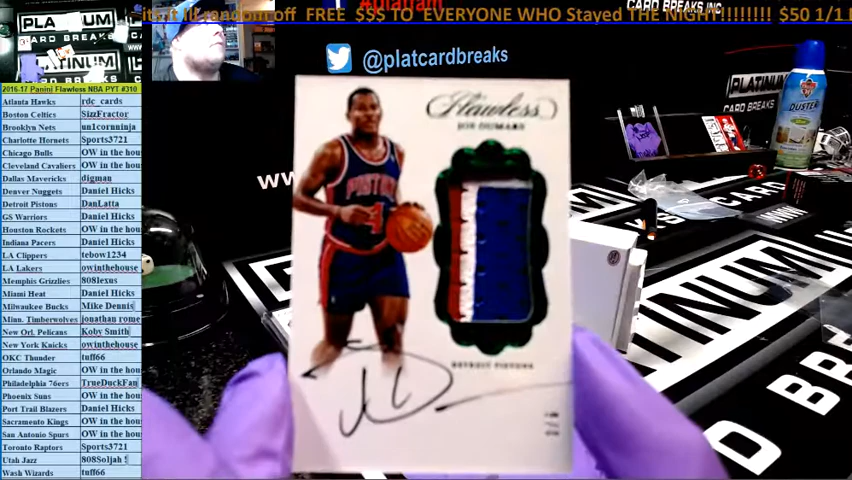 its it ill random off FREE $$$ TO EVERYONE WHO Stayed THE NIGHT!!!!!!!! $50 1/1
PLATINUM
PLATINUM
CARD BREAKS INC
@platcardbreaks
PLATINUM
CARD BREAKS
DUSTER
2016-17 Panini Flawless NBA PYT #310
Atlanta Hawks rdc_cards
Boston Celtics SizzFractor
Brooklyn Nets un1cornninja
Charlotte Hornets Sports3721
Chicago Bulls OW in the hou
Cleveland Cavaliers OW in the hou
Dallas Mavericks digman
Denver Nuggets Daniel Hicks
Detroit Pistons DanLatta
GS Warriors Daniel Hicks
Houston Rockets OW in the hou
Indiana Pacers Daniel Hicks
LA Clippers tebow1234
LA Lakers owinthehouse
Memphis Grizzlies 808lexus
Miami Heat Daniel Hicks
Milwaukee Bucks Mike Dennis
Minn. Timberwolves jonathan rome
New Orl. Pelicans Koby Smith
New York Knicks owinthehouse
OKC Thunder tuff66
Orlando Magic OW in the hou
Philadelphia 76ers TrueDuckFan
Phoenix Suns OW in the hou
Port Trail Blazers Daniel Hicks
Sacramento Kings OW in the hou
San Antonio Spurs OW in the hou
Toronto Raptors Sports3721
Utah Jazz 808Soljah
Wash Wizards tuff66
Flawless
JOE DUMARS
PISTONS
4
DETROIT PISTONS
ww